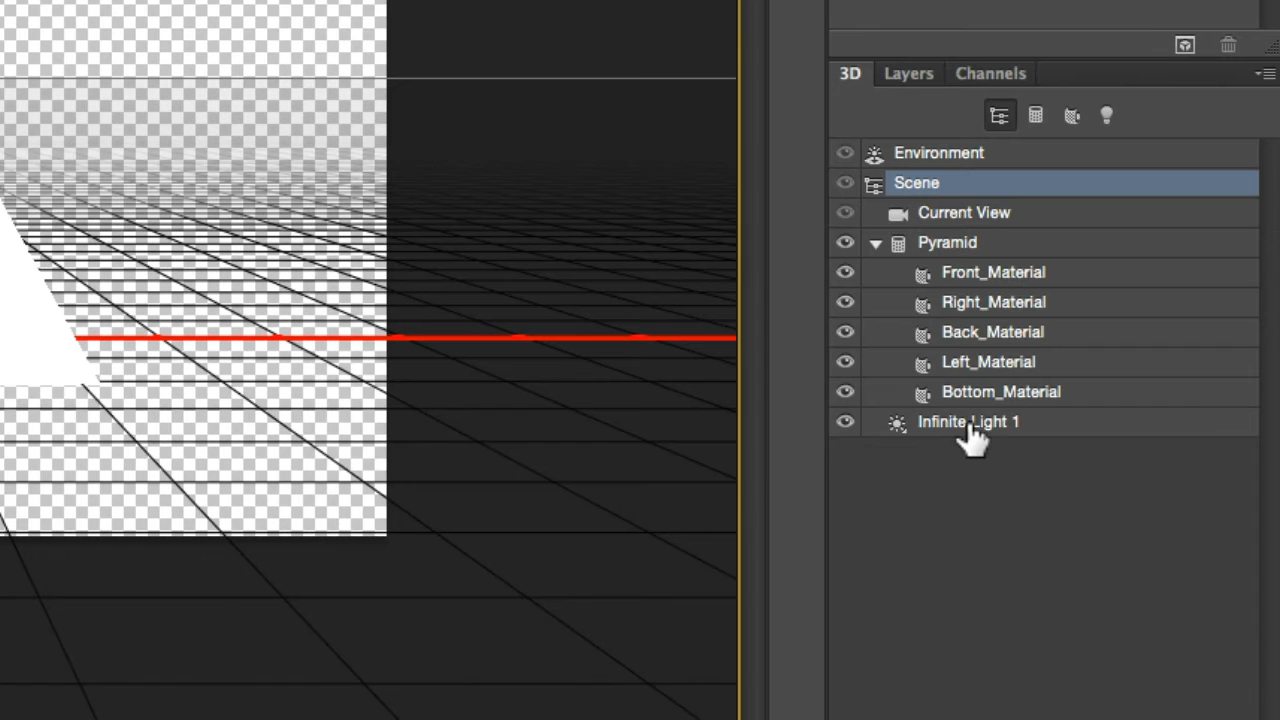 3D Layers Channels
Environment
Scene
Current View
Pyramid
Front_Material
Right_Material
Back_Material
Left_Material
Bottom_Material
Infinite Light 1